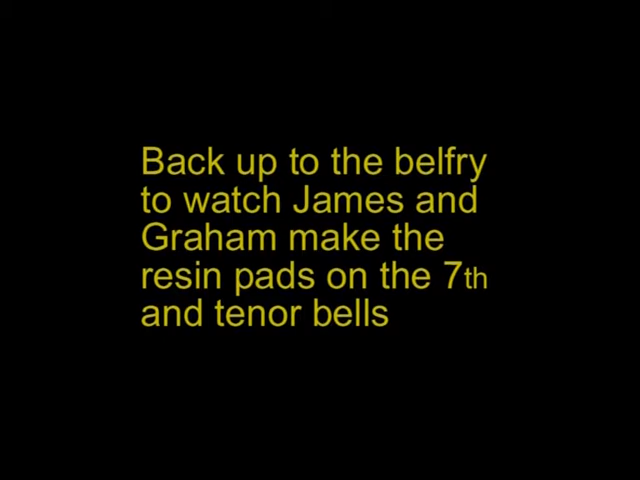 Back up to the belfry
to watch James and
Graham make the
resin pads on the 7th
and tenor bells